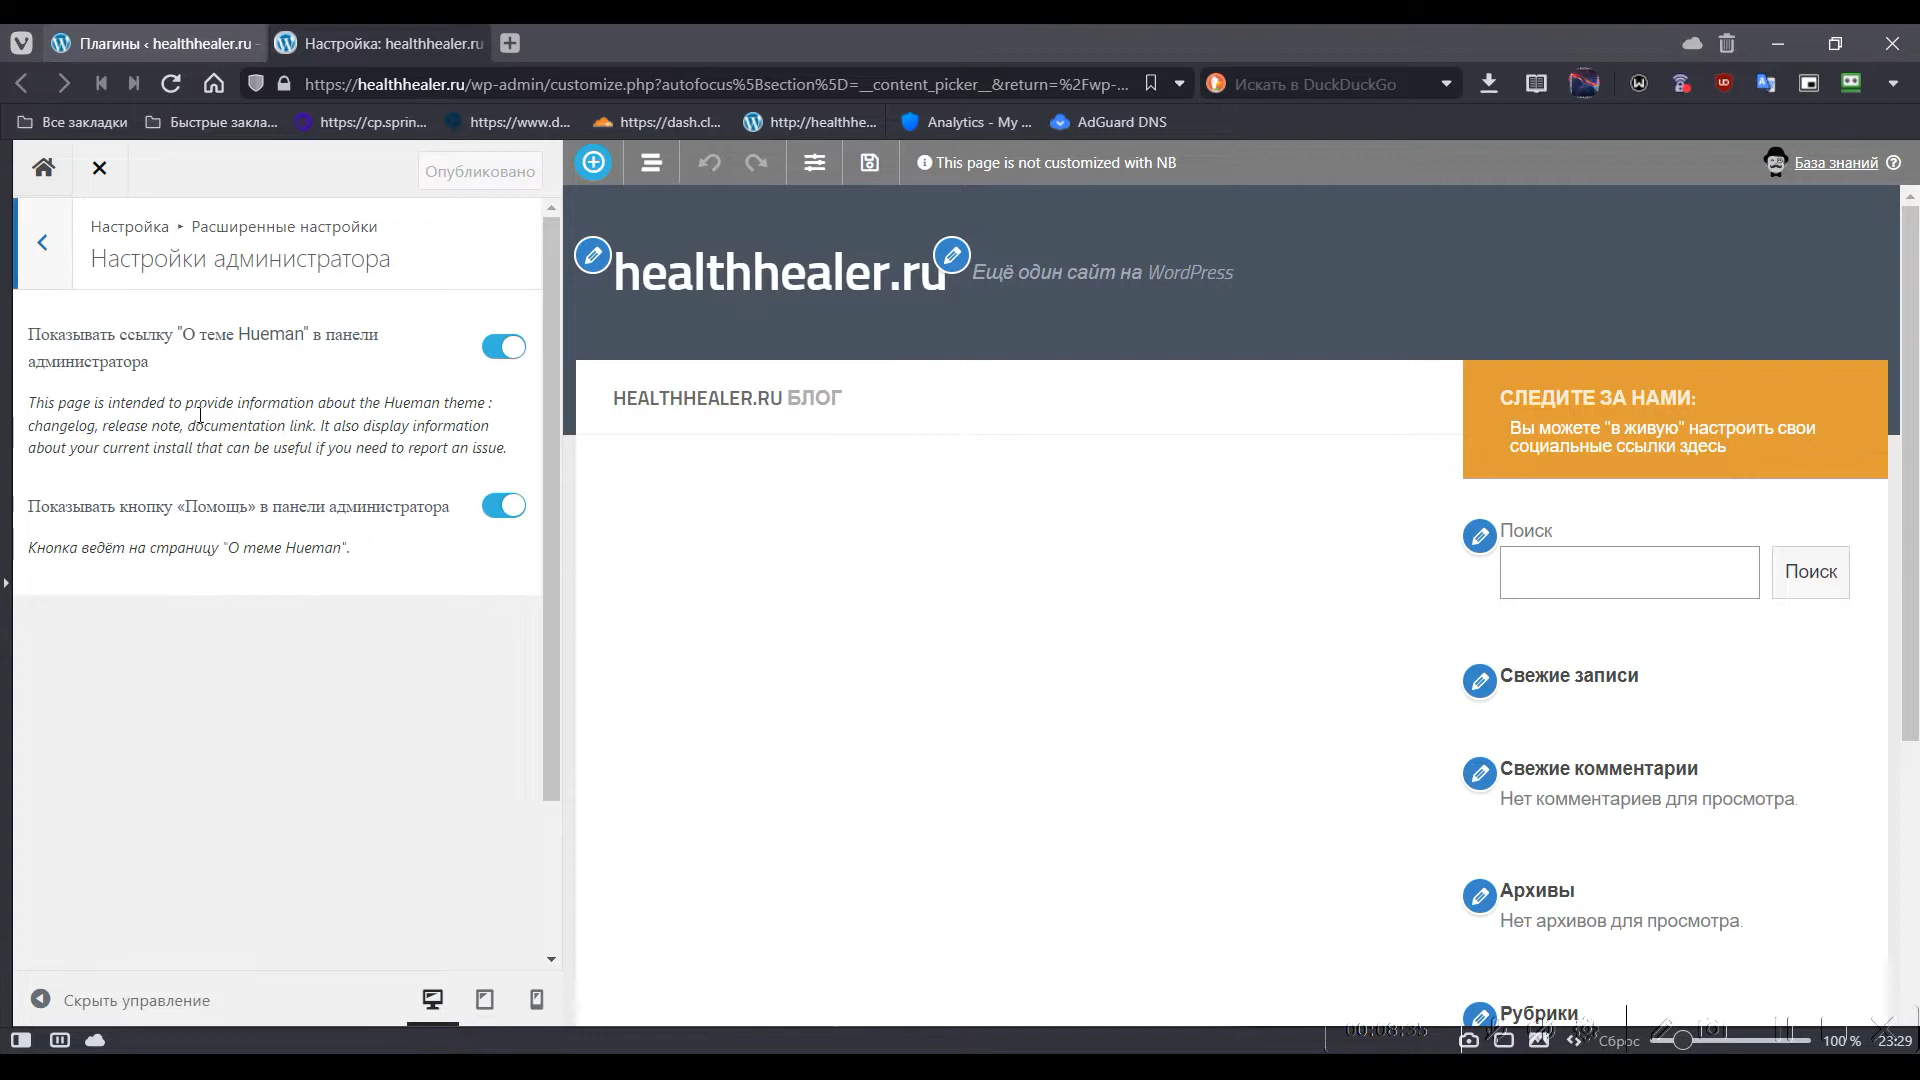 Плагины ‹ healthhealer.ru -
Настройка: healthhealer.ru
https://healthhealer.ru/wp-admin/customize.php?autofocus%5Bsection%5D=__content_picker__&return=%2Fwp-...
Искать в DuckDuckGo
Все закладки
Быстрые закла...
https://cp.sprin...
https://www.d...
https://dash.cl...
http://healthhe...
Analytics - My ...
AdGuard DNS
Опубликовано
This page is not customized with NB
База знаний
Настройка ▸ Расширенные настройки
Настройки администратора
healthhealer.ru
Ещё один сайт на WordPress
Показывать ссылку "О теме Hueman" в панели
администратора
This page is intended to provide information about the Hueman theme :
changelog, release note, documentation link. It also display information
about your current install that can be useful if you need to report an issue.
Показывать кнопку «Помощь» в панели администратора
Кнопка ведёт на страницу "О теме Hueman".
HEALTHHEALER.RU БЛОГ
СЛЕДИТЕ ЗА НАМИ:
Вы можете "в живую" настроить свои
социальные ссылки здесь
Поиск
Поиск
Свежие записи
Свежие комментарии
Нет комментариев для просмотра.
Архивы
Нет архивов для просмотра.
Рубрики
Скрыть управление
00:08:35
Сброс
100 %
23:29